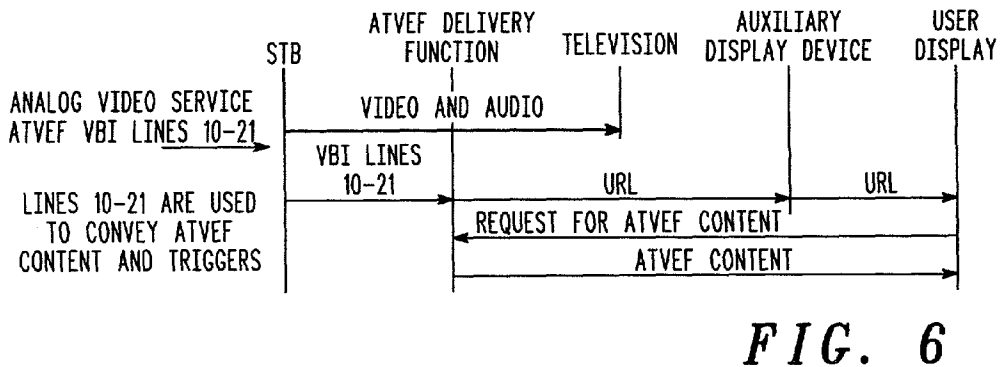 STB
ATVEF DELIVERY
FUNCTION
TELEVISION
AUXILIARY
DISPLAY DEVICE
USER
DISPLAY
ANALOG VIDEO SERVICE
ATVEF VBI LINES 10-21
VIDEO AND AUDIO
VBI LINES
10-21
URL
URL
LINES 10-21 ARE USED
TO CONVEY ATVEF
CONTENT AND TRIGGERS
REQUEST FOR ATVEF CONTENT
ATVEF CONTENT
FIG. 6